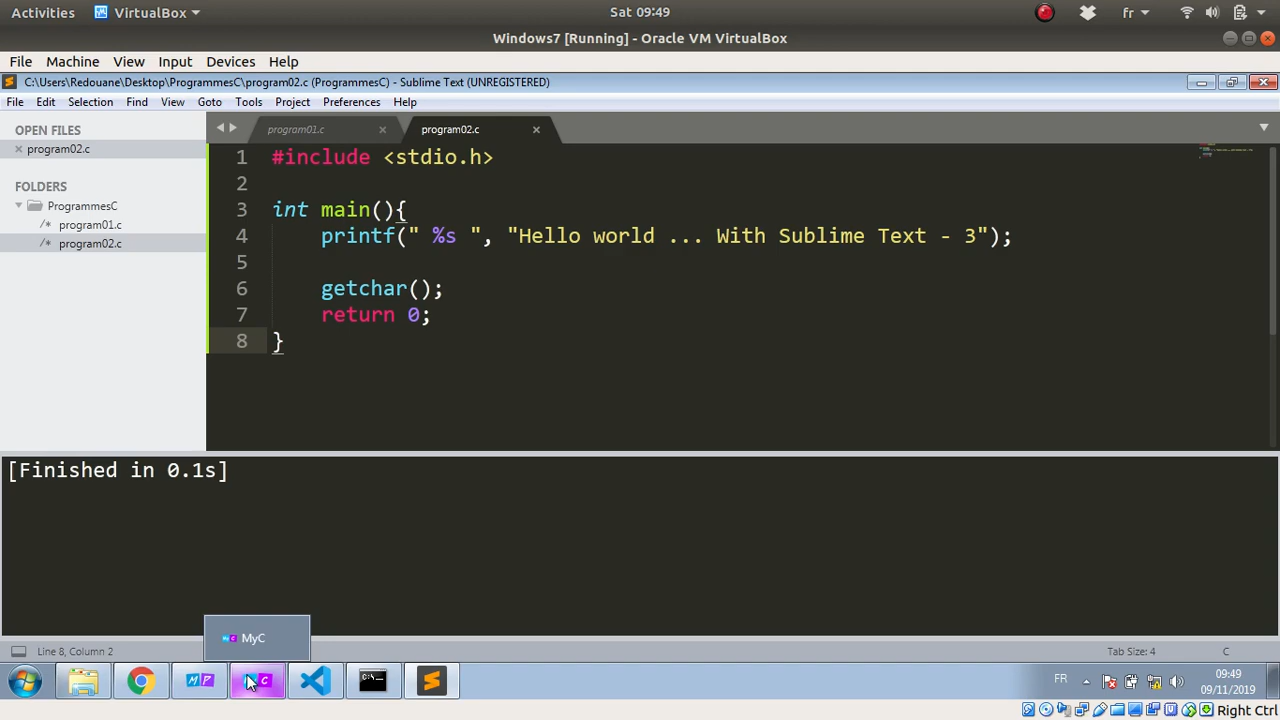 Activities VirtualBox Sat 09:49 fr
Windows7 [Running] - Oracle VM VirtualBox
File Machine View Input Devices Help
C:\Users\Redouane\Desktop\ProgrammesC\program02.c (ProgrammesC) - Sublime Text (UNREGISTERED)
File Edit Selection Find View Goto Tools Project Preferences Help
OPEN FILES
program02.c
FOLDERS
ProgrammesC
/* program01.c
/* program02.c
program01.c program02.c
1 #include <stdio.h>
2
3 int main(){
4 printf(" %s ", "Hello world ... With Sublime Text - 3");
5
6 getchar();
7 return 0;
8 }
[Finished in 0.1s]
MyC
Line 8, Column 2 Tab Size: 4 C
MP C C:\_ FR 09:49
09/11/2019
Right Ctrl